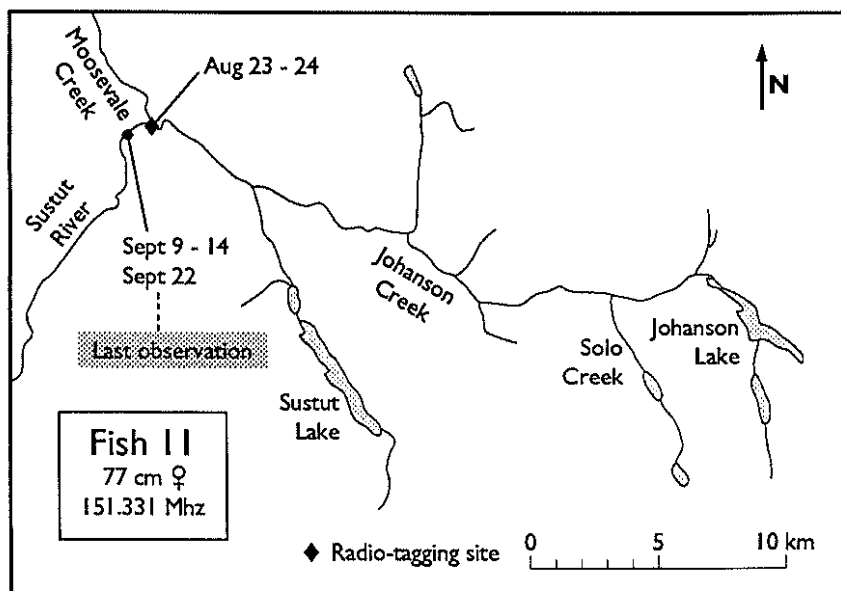 Moosevale
Creek
Aug 23 - 24
N
Sustut
River
Sept 9 - 14
Sept 22
Last observation
Johanson
Creek
Solo
Creek
Johanson
Lake
Sustut
Lake
Fish 11
77 cm ♀
151.331 Mhz
♦ Radio-tagging site
0 5 10 km